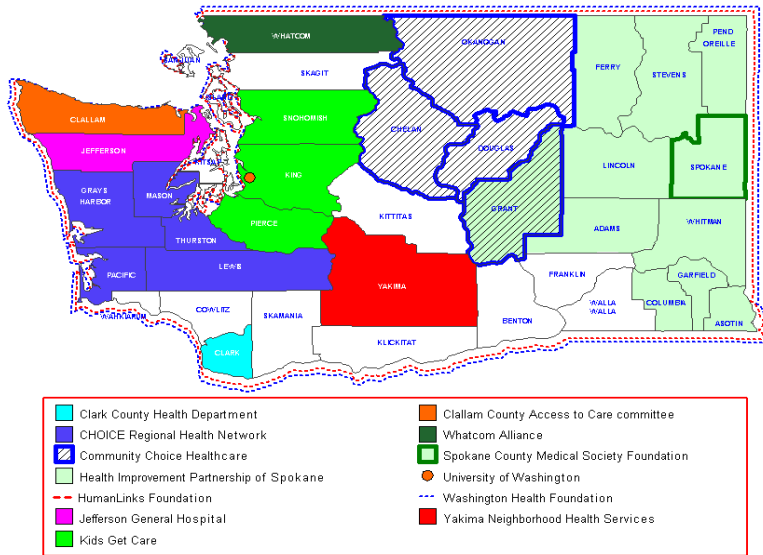 WHATCOM
OKANOGAN
PEND
OREILLE
SAN JUAN
SKAGIT
FERRY
STEVENS
CLALLAM
SNOHOMISH
CHELAN
DOUGLAS
JEFFERSON
KITSAP
LINCOLN
SPOKANE
KING
GRAYS
HARBOR
MASON
GRANT
KITTITAS
PIERCE
ADAMS
WHITMAN
THURSTON
PACIFIC
LEWIS
YAKIMA
FRANKLIN
GARFIELD
WAHKIAKUM
COWLITZ
SKAMANIA
BENTON
WALLA
WALLA
COLUMBIA
ASOTIN
KLICKITAT
CLARK
Clark County Health Department
CHOICE Regional Health Network
Community Choice Healthcare
Health Improvement Partnership of Spokane
HumanLinks Foundation
Jefferson General Hospital
Kids Get Care
Clallam County Access to Care committee
Whatcom Alliance
Spokane County Medical Society Foundation
University of Washington
Washington Health Foundation
Yakima Neighborhood Health Services